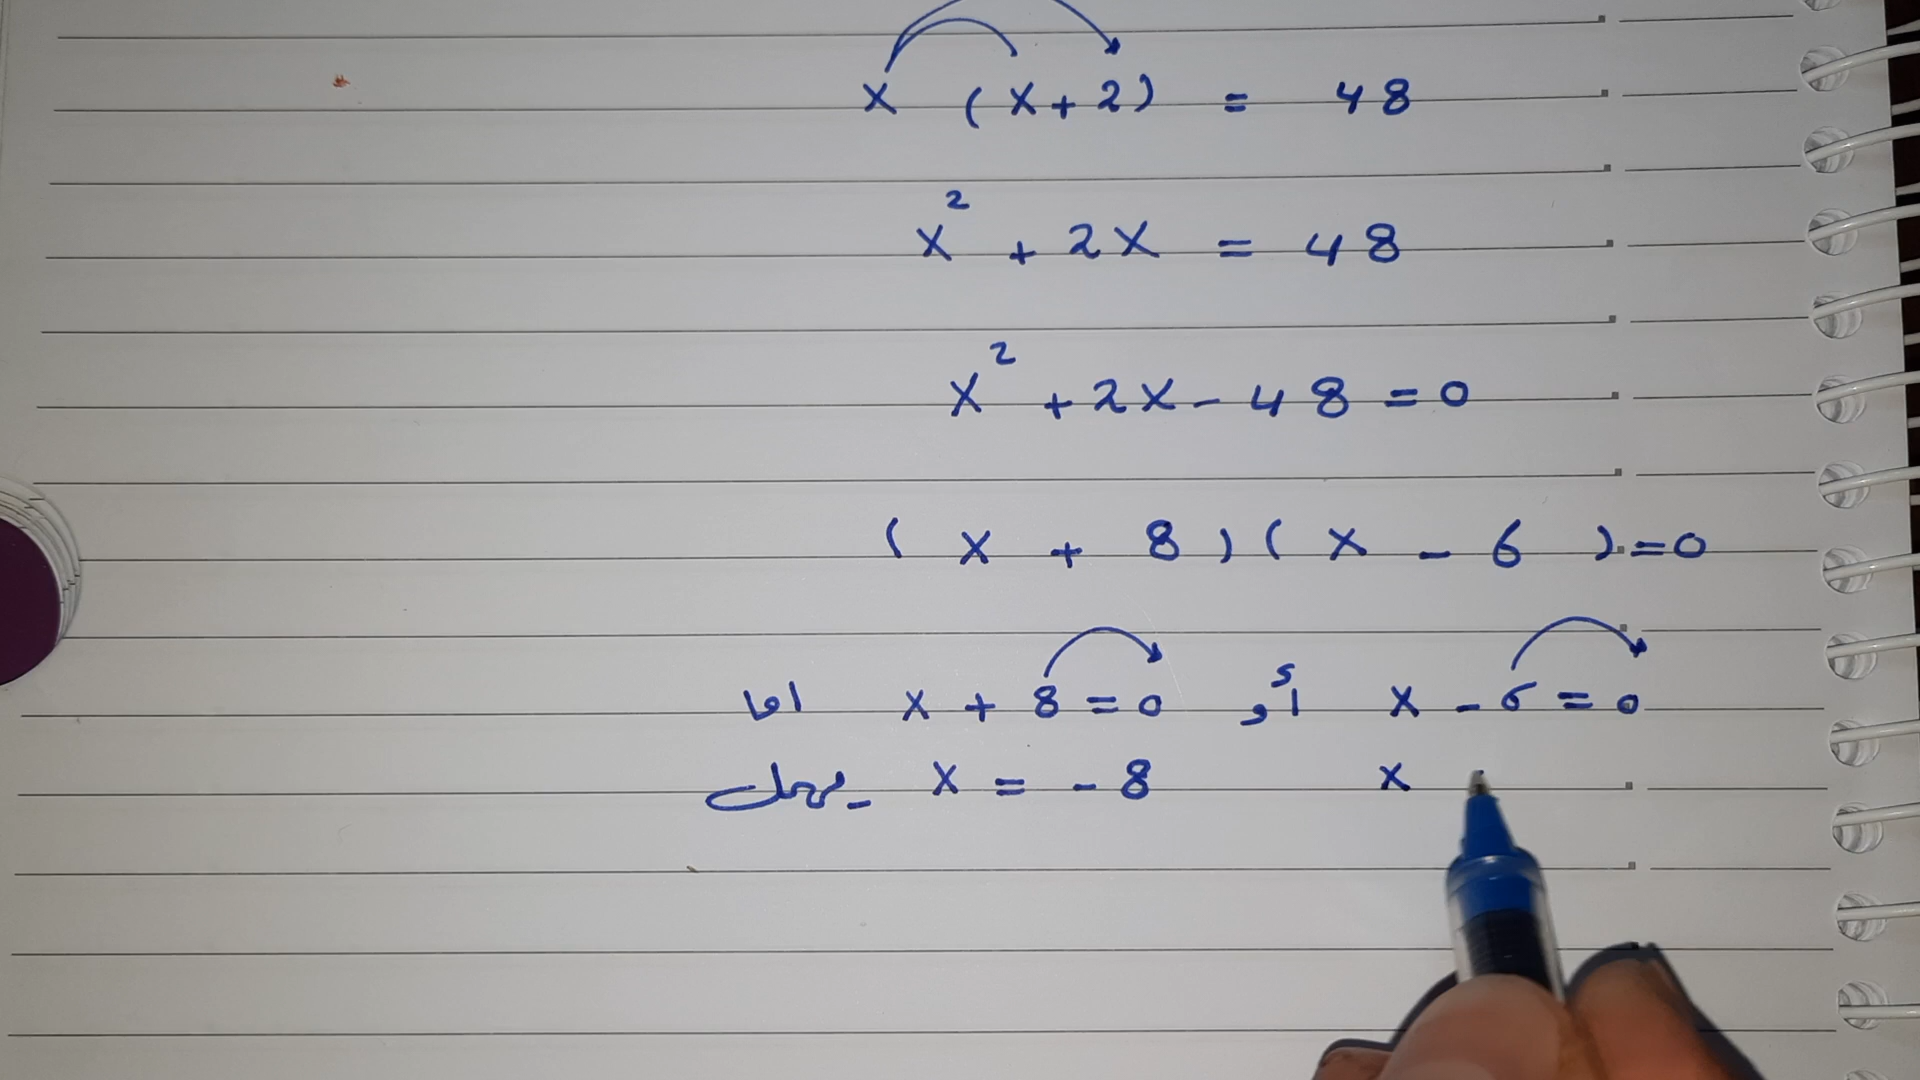 x (x + 2) = 48
x² + 2x = 48
x² + 2x - 48 = 0
( x + 8 ) ( x - 6 ) = 0
اما x + 8 = 0 أو x - 6 = 0
يهمل x = - 8 x